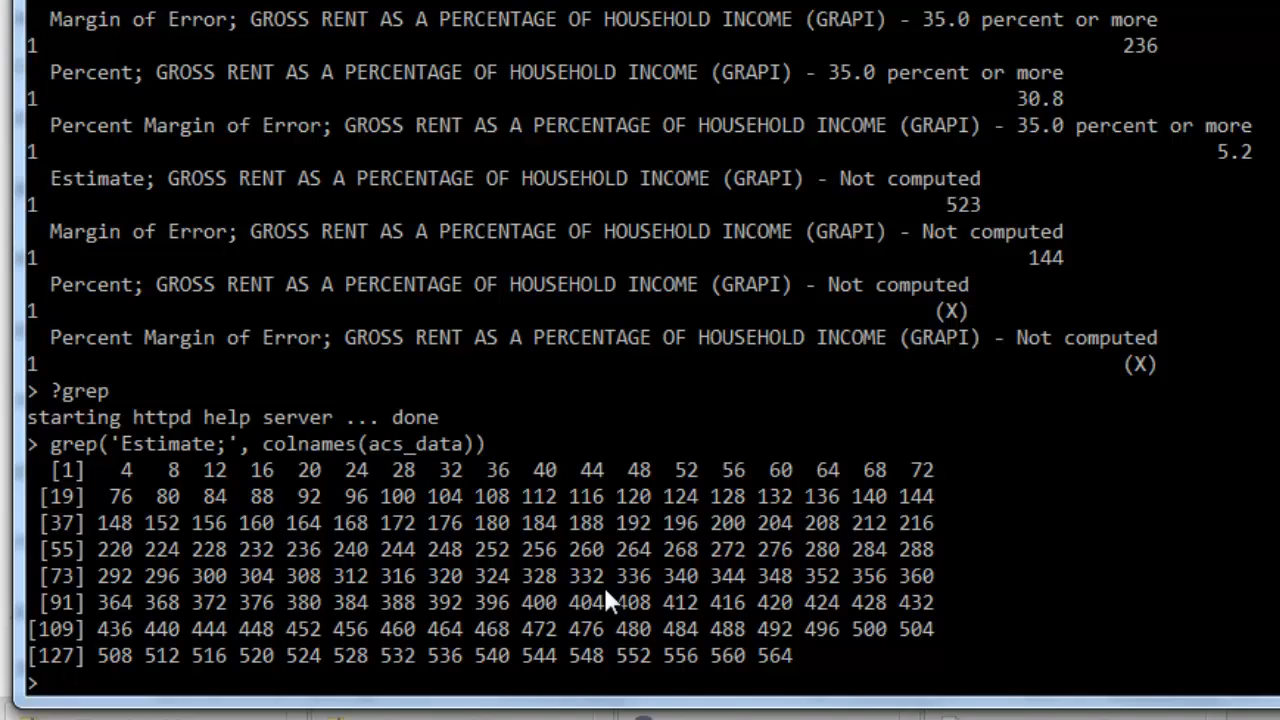 Margin of Error; GROSS RENT AS A PERCENTAGE OF HOUSEHOLD INCOME (GRAPI) - 35.0 percent or more
1 236
Percent; GROSS RENT AS A PERCENTAGE OF HOUSEHOLD INCOME (GRAPI) - 35.0 percent or more
1 30.8
Percent Margin of Error; GROSS RENT AS A PERCENTAGE OF HOUSEHOLD INCOME (GRAPI) - 35.0 percent or more
1 5.2
Estimate; GROSS RENT AS A PERCENTAGE OF HOUSEHOLD INCOME (GRAPI) - Not computed
1 523
Margin of Error; GROSS RENT AS A PERCENTAGE OF HOUSEHOLD INCOME (GRAPI) - Not computed
1 144
Percent; GROSS RENT AS A PERCENTAGE OF HOUSEHOLD INCOME (GRAPI) - Not computed
1 (X)
Percent Margin of Error; GROSS RENT AS A PERCENTAGE OF HOUSEHOLD INCOME (GRAPI) - Not computed
1 (X)
> ?grep
starting httpd help server ... done
> grep('Estimate;', colnames(acs_data))
[1] 4 8 12 16 20 24 28 32 36 40 44 48 52 56 60 64 68 72
[19] 76 80 84 88 92 96 100 104 108 112 116 120 124 128 132 136 140 144
[37] 148 152 156 160 164 168 172 176 180 184 188 192 196 200 204 208 212 216
[55] 220 224 228 232 236 240 244 248 252 256 260 264 268 272 276 280 284 288
[73] 292 296 300 304 308 312 316 320 324 328 332 336 340 344 348 352 356 360
[91] 364 368 372 376 380 384 388 392 396 400 404 408 412 416 420 424 428 432
[109] 436 440 444 448 452 456 460 464 468 472 476 480 484 488 492 496 500 504
[127] 508 512 516 520 524 528 532 536 540 544 548 552 556 560 564
>